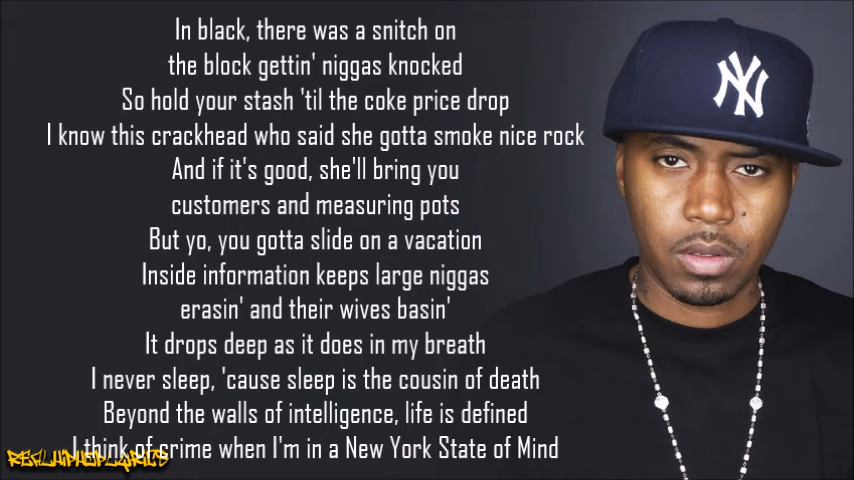 In black, there was a snitch on
the block gettin' niggas knocked
So hold your stash 'til the coke price drop
I know this crackhead who said she gotta smoke nice rock
And if it's good, she'll bring you
customers and measuring pots
But yo, you gotta slide on a vacation
Inside information keeps large niggas
erasin' and their wives basin'
It drops deep as it does in my breath
I never sleep, 'cause sleep is the cousin of death
Beyond the walls of intelligence, life is defined
I think of crime when I'm in a New York State of Mind
REALHIPHOPLYRICS
NY